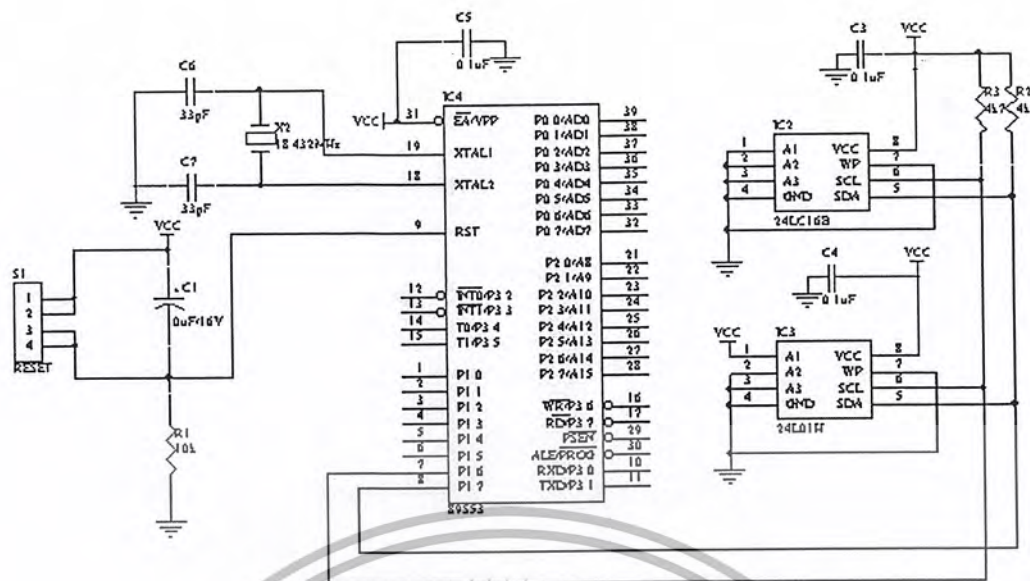 C5
0.1uF
C3
0.1uF
VCC
C6
33pF
X2
18.432MHz
C7
33pF
VCC
IC4
31 EA/VPP
19 XTAL1
18 XTAL2
9 RST
12 INT0/P3.2
13 INT1/P3.3
14 T0/P3.4
15 T1/P3.5
1 P1.0
2 P1.1
3 P1.2
4 P1.3
5 P1.4
6 P1.5
7 P1.6
8 P1.7
P0.0/AD0 39
P0.1/AD1 38
P0.2/AD2 37
P0.3/AD3 36
P0.4/AD4 35
P0.5/AD5 34
P0.6/AD6 33
P0.7/AD7 32
P2.0/A8 21
P2.1/A9 22
P2.2/A10 23
P2.3/A11 24
P2.4/A12 25
P2.5/A13 26
P2.6/A14 27
P2.7/A15 28
WR/P3.6 16
RD/P3.7 17
PSEN 29
ALE/PROG 30
RXD/P3.0 10
TXD/P3.1 11
89S53
VCC
S1
1
2
3
4
RESET
C1
0uF/16V
R1
10k
R3
4k7
R2
IC2
1 A1
2 A2
3 A3
4 GND
VCC 8
WP 7
SCL 6
SDA 5
24LC16B
C4
0.1uF
VCC
VCC
IC3
1 A1
2 A2
3 A3
4 GND
VCC 8
WP 7
SCL 6
SDA 5